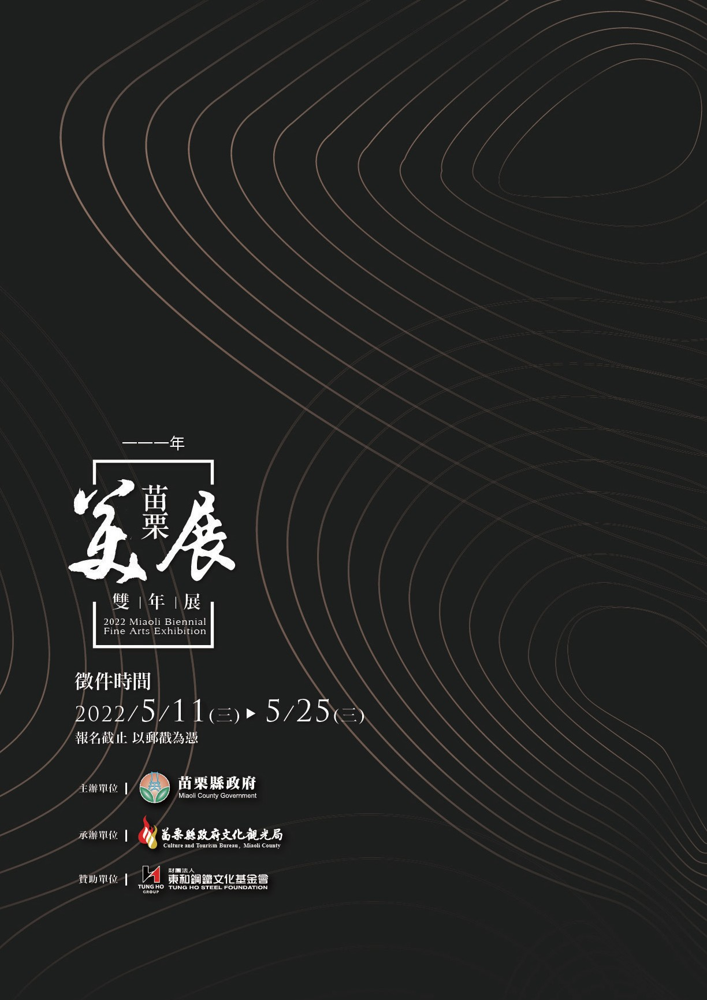 一一一年
苗栗
美展
雙|年|展
2022 Miaoli Biennial
Fine Arts Exhibition
徵件時間
2022/5/11(三)▶5/25(三)
報名截止 以郵戳為憑
主辦單位
苗栗縣政府
Miaoli County Government
承辦單位
苗栗縣政府文化觀光局
Culture and Tourism Bureau, Miaoli County
贊助單位
TUNG HO
GROUP
財團法人
東和鋼鐵文化基金會
TUNG HO STEEL FOUNDATION